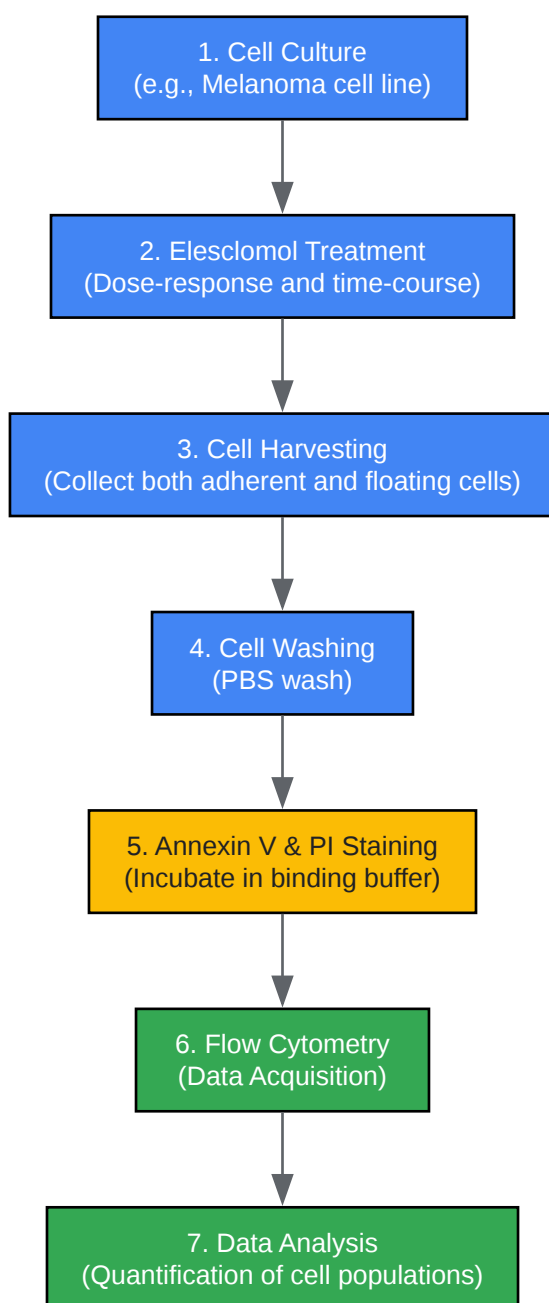 1. Cell Culture
(e.g., Melanoma cell line)
2. Elesclomol Treatment
(Dose-response and time-course)
3. Cell Harvesting
(Collect both adherent and floating cells)
4. Cell Washing
(PBS wash)
5. Annexin V & PI Staining
(Incubate in binding buffer)
6. Flow Cytometry
(Data Acquisition)
7. Data Analysis
(Quantification of cell populations)